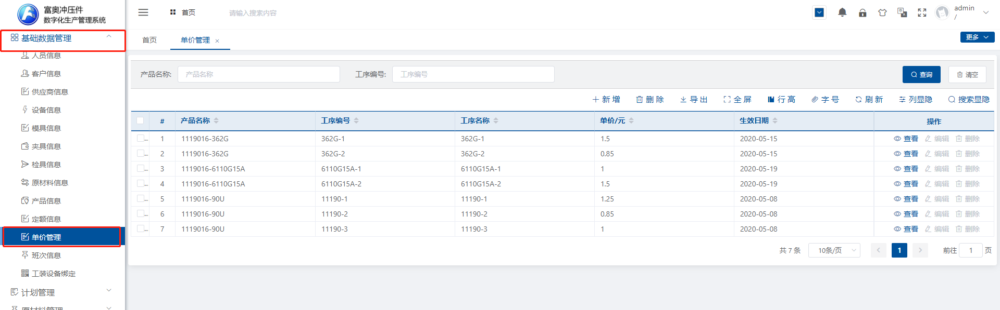 富奥冲压件
数字化生产管理系统
首页
请输入搜索内容
admin
/
基础数据管理
人员信息
客户信息
供应商信息
设备信息
模具信息
夹具信息
检具信息
原材料信息
产品信息
定额信息
单价管理
班次信息
工装设备绑定
计划管理
原材料管理
首页 单价管理 ×
更多
产品名称: 产品名称 工序编号: 工序编号 查询 清空
新 增 删 除 导 出 全 屏 行 高 字 号 刷 新 列显隐 搜索显隐
# 产品名称 工序编号 工序名称 单价/元 生效日期 操作
1 1119016-362G 362G-1 362G-1 1.5 2020-05-15 查看 编辑 删除
2 1119016-362G 362G-2 362G-2 0.85 2020-05-15 查看 编辑 删除
3 1119016-6110G15A 6110G15A-1 6110G15A-1 1 2020-05-19 查看 编辑 删除
4 1119016-6110G15A 6110G15A-2 6110G15A-2 1.5 2020-05-19 查看 编辑 删除
5 1119016-90U 11190-1 11190-1 1.25 2020-05-08 查看 编辑 删除
6 1119016-90U 11190-2 11190-2 0.85 2020-05-08 查看 编辑 删除
7 1119016-90U 11190-3 11190-3 1 2020-05-08 查看 编辑 删除
共 7 条 10条/页 < 1 > 前往 1 页